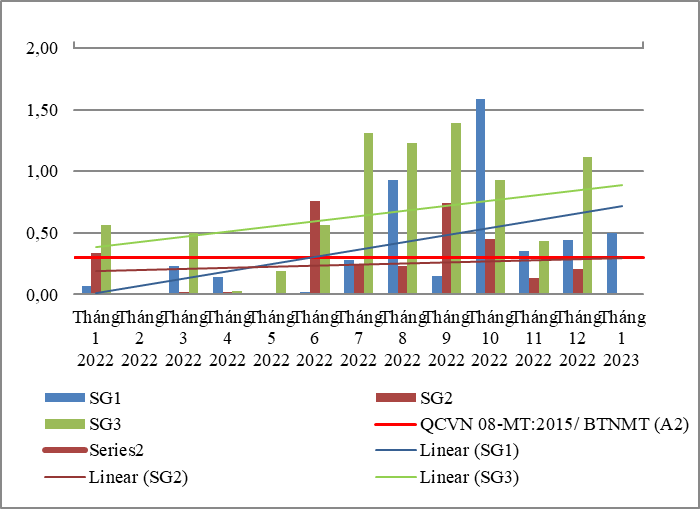 2,00
1,50
1,00
0,50
0,00
Tháng Tháng Tháng Tháng Tháng Tháng Tháng Tháng Tháng Tháng Tháng Tháng Tháng
1 2 3 4 5 6 7 8 9 10 11 12 1
2022 2022 2022 2022 2022 2022 2022 2022 2022 2022 2022 2022 2023
SG1 SG2
SG3 QCVN 08-MT:2015/ BTNMT (A2)
Series2 Linear (SG1)
Linear (SG2) Linear (SG3)